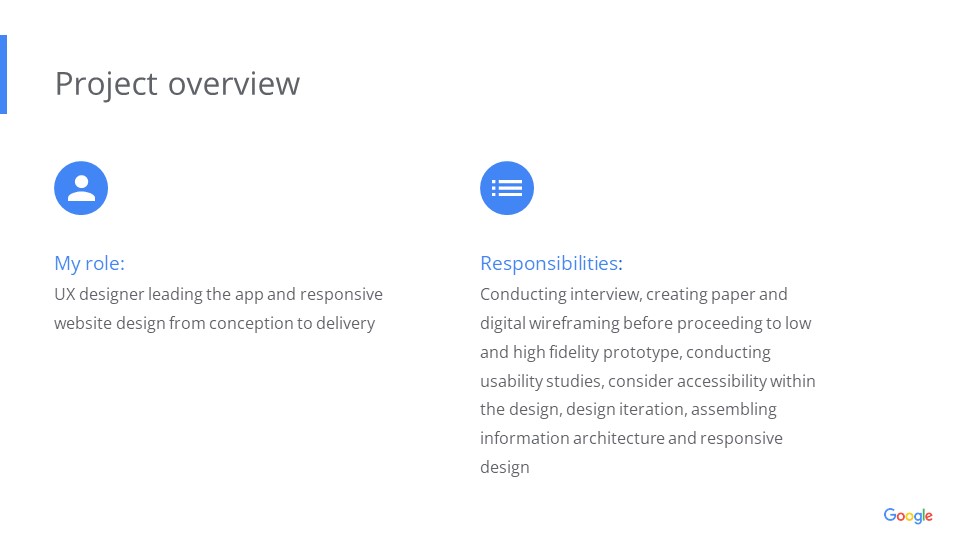 Project overview
My role:
UX designer leading the app and responsive
website design from conception to delivery
Responsibilities:
Conducting interview, creating paper and
digital wireframing before proceeding to low
and high fidelity prototype, conducting
usability studies, consider accessibility within
the design, design iteration, assembling
information architecture and responsive
design
Google